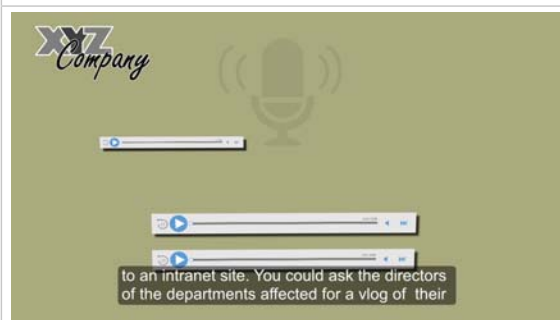 XYZ
Company
to an intranet site. You could ask the directors
of the departments affected for a vlog of their